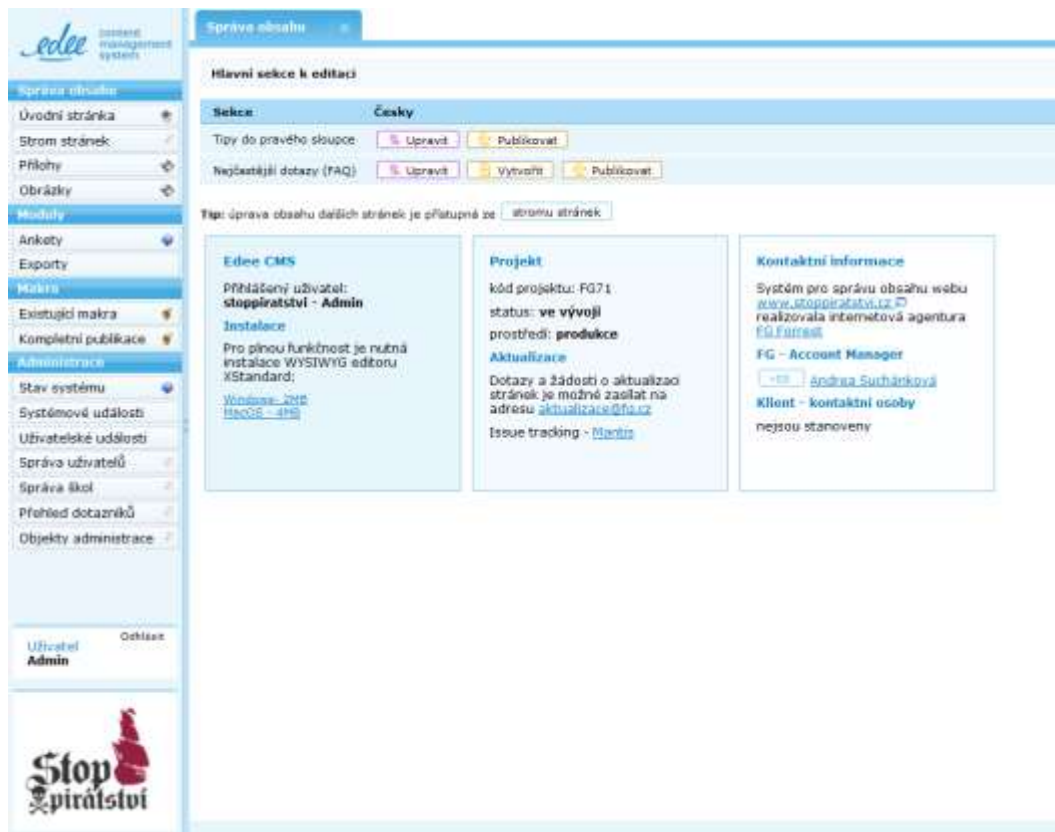 edee content
management
system
Správa obsahu
Úvodní stránka
Strom stránek
Přílohy
Obrázky
Moduly
Ankety
Exporty
Makra
Existující makra
Kompletní publikace
Administrace
Stav systému
Systémové události
Uživatelské události
Správa uživatelů
Správa škol
Přehled dotazníků
Objekty administrace
Uživatel
Odhlásit
Admin
Stop
pirátství
Správa obsahu
Hlavní sekce k editaci
Sekce Česky
Tipy do pravého sloupce Upravit Publikovat
Nejčastější dotazy (FAQ) Upravit Vytvořit Publikovat
Tip: úprava obsahu dalších stránek je přístupná ze stromu stránek
Edee CMS
Přihlášený uživatel:
stoppiratstvi - Admin
Instalace
Pro plnou funkčnost je nutná
instalace WYSIWYG editoru
XStandard:
Windows- 2MB
MacOS - 4MB
Projekt
kód projektu: FG71
status: ve vývoji
prostředí: produkce
Aktualizace
Dotazy a žádosti o aktualizaci
stránek je možné zasílat na
adresu aktualizace@fg.cz
Issue tracking - Mantis
Kontaktní informace
Systém pro správu obsahu webu
www.stoppiratstvi.cz
realizovala internetová agentura
FG Forrest
FG - Account Manager
Andrea Suchánková
Klient - kontaktní osoby
nejsou stanoveny